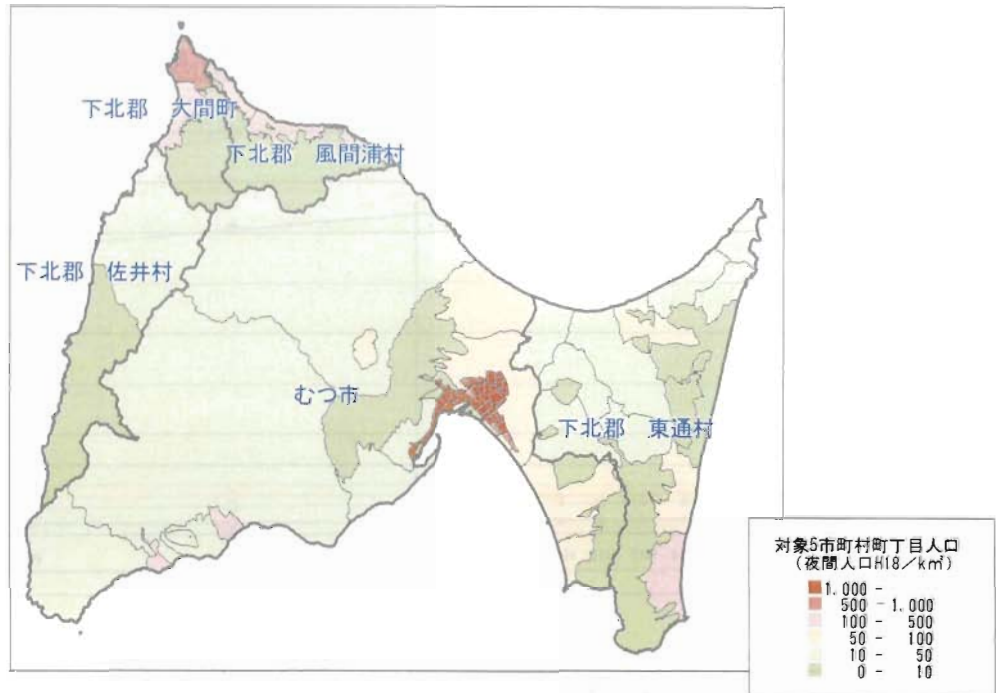 下北郡 大間町
下北郡 風間浦村
下北郡 佐井村
むつ市
下北郡 東通村
対象5市町村町丁目人口
(夜間人口H18/k㎡)
1,000 -
500 - 1,000
100 - 500
50 - 100
10 - 50
0 - 10